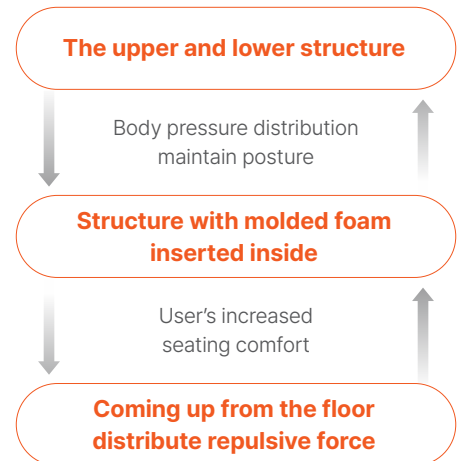 The upper and lower structure
Body pressure distribution
maintain posture
Structure with molded foam
inserted inside
User's increased
seating comfort
Coming up from the floor
distribute repulsive force